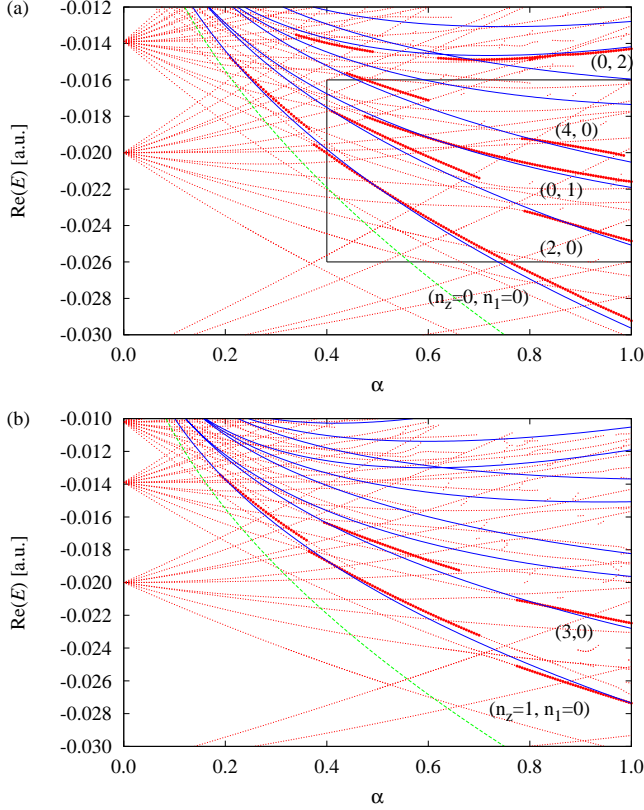 (a)
-0.012
-0.014
-0.016
-0.018
-0.020
-0.022
-0.024
-0.026
-0.028
-0.030
Re(E) [a.u.]
(0, 2)
(4, 0)
(0, 1)
(2, 0)
(n_z=0, n_1=0)
0.0 0.2 0.4 0.6 0.8 1.0
α
(b)
-0.010
-0.012
-0.014
-0.016
-0.018
-0.020
-0.022
-0.024
-0.026
-0.028
-0.030
Re(E) [a.u.]
(3,0)
(n_z=1, n_1=0)
0.0 0.2 0.4 0.6 0.8 1.0
α